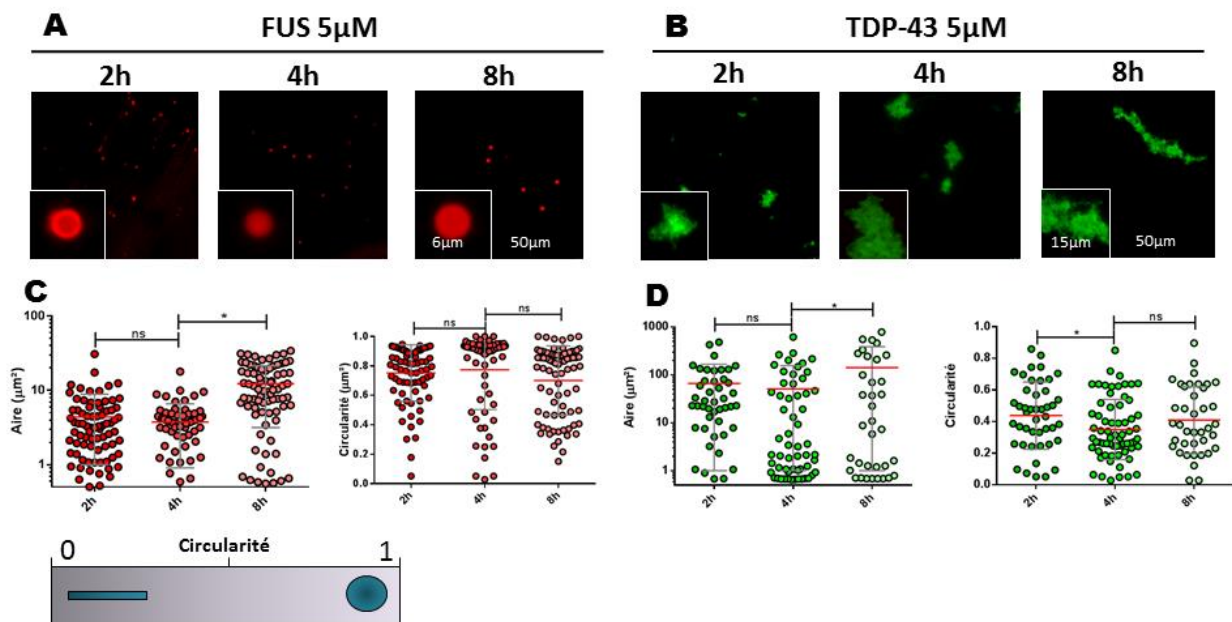 A FUS 5µM
2h 4h 8h
6µm 50µm
B TDP-43 5µM
2h 4h 8h
15µm 50µm
C
Aire (µm²)
100
10
1
ns *
2h 4h 8h
Circularité (µm²)
1.0
0.8
0.6
0.4
0.2
0.0
ns ns
2h 4h 8h
D
Aire (µm²)
1000
100
10
1
ns *
2h 4h 8h
Circularité
1.0
0.8
0.6
0.4
0.2
0.0
* ns
2h 4h 8h
0 Circularité 1